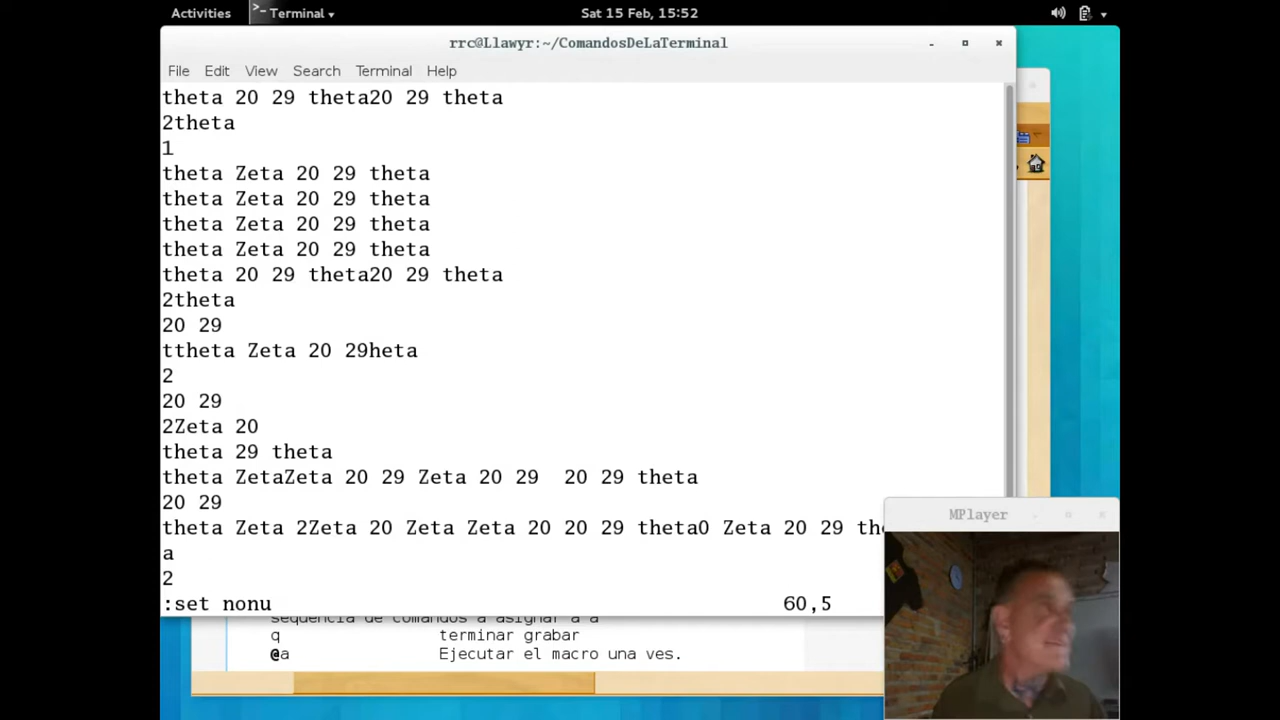 Activities
>_ Terminal
Sat 15 Feb, 15:52
rrc@Llawyr:~/ComandosDeLaTerminal
File Edit View Search Terminal Help
theta 20 29 theta20 29 theta
2theta
1
theta Zeta 20 29 theta
theta Zeta 20 29 theta
theta Zeta 20 29 theta
theta Zeta 20 29 theta
theta 20 29 theta20 29 theta
2theta
20 29
ttheta Zeta 20 29heta
2
20 29
2Zeta 20
theta 29 theta
theta ZetaZeta 20 29 Zeta 20 29  20 29 theta
20 29
theta Zeta 2Zeta 20 Zeta Zeta 20 20 29 theta0 Zeta 20 29 th
a
2
:set nonu 60,5
MPlayer
sequencia de comandos a asignar a a
q terminar grabar
@a Ejecutar el macro una ves.